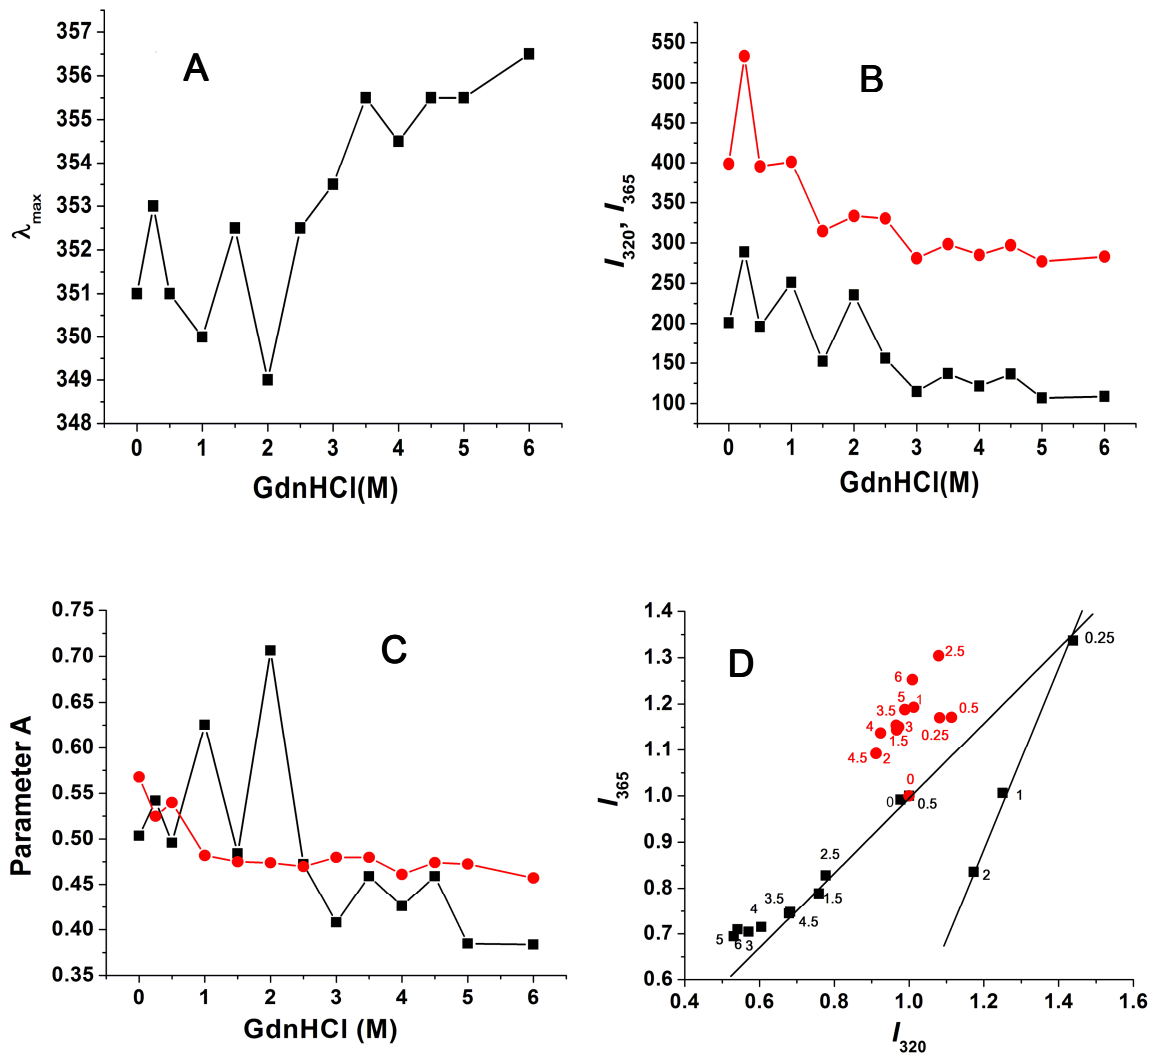 A
357
356
355
354
353
352
351
350
349
348
λmax
0 1 2 3 4 5 6
GdnHCl(M)
B
550
500
450
400
350
300
250
200
150
100
I320, I365
0 1 2 3 4 5 6
GdnHCl(M)
C
0.75
0.70
0.65
0.60
0.55
0.50
0.45
0.40
0.35
Parameter A
0 1 2 3 4 5 6
GdnHCl (M)
D
1.4
1.3
1.2
1.1
1.0
0.9
0.8
0.7
0.6
I365
0.25
2.5
6
5 1
3.5 0.5
4 3 0.25
1.5
4.5 2
0
0 0.5
1
2.5
2
3.5 1.5
4 4.5
5 6 3
0.4 0.6 0.8 1.0 1.2 1.4 1.6
I320